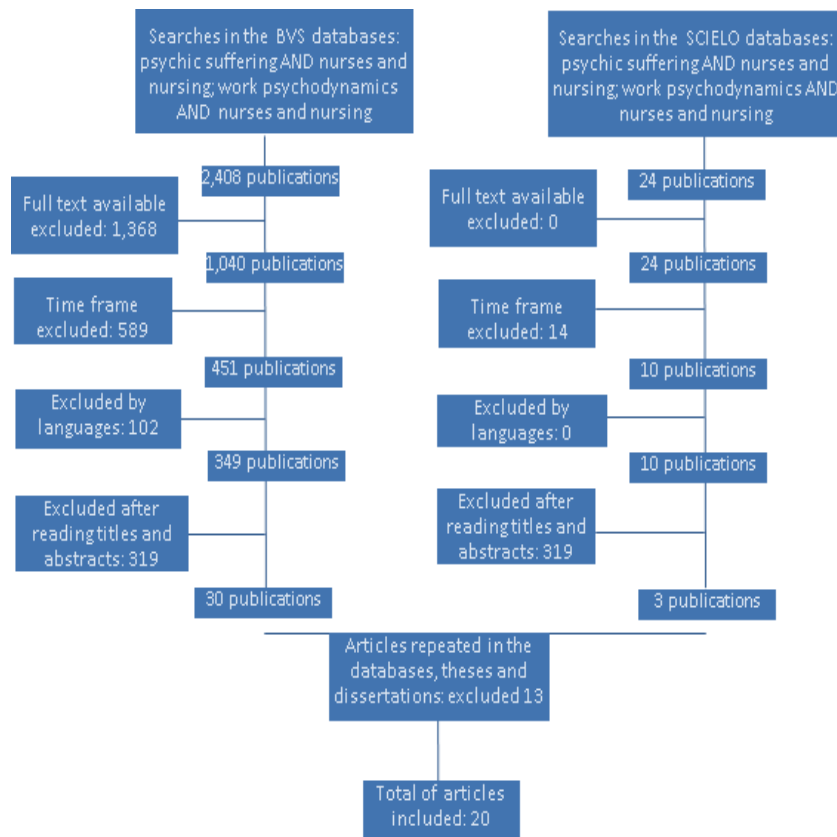 Searches in the BVS databases:
psychic suffering AND nurses and
nursing; work psychodynamics
AND nurses and nursing
2,408 publications
Full text available
excluded: 1,368
1,040 publications
Time frame
excluded: 589
451 publications
Excluded by
languages: 102
349 publications
Excluded after
reading titles and
abstracts: 319
30 publications
Searches in the SCIELO databases:
psychic suffering AND nurses and
nursing; work psychodynamics AND
nurses and nursing
24 publications
Full text available
excluded: 0
24 publications
Time frame
excluded: 14
10 publications
Excluded by
languages: 0
10 publications
Excluded after
reading titles and
abstracts: 319
3 publications
Articles repeated in the
databases, theses and
dissertations: excluded 13
Total of articles
included: 20